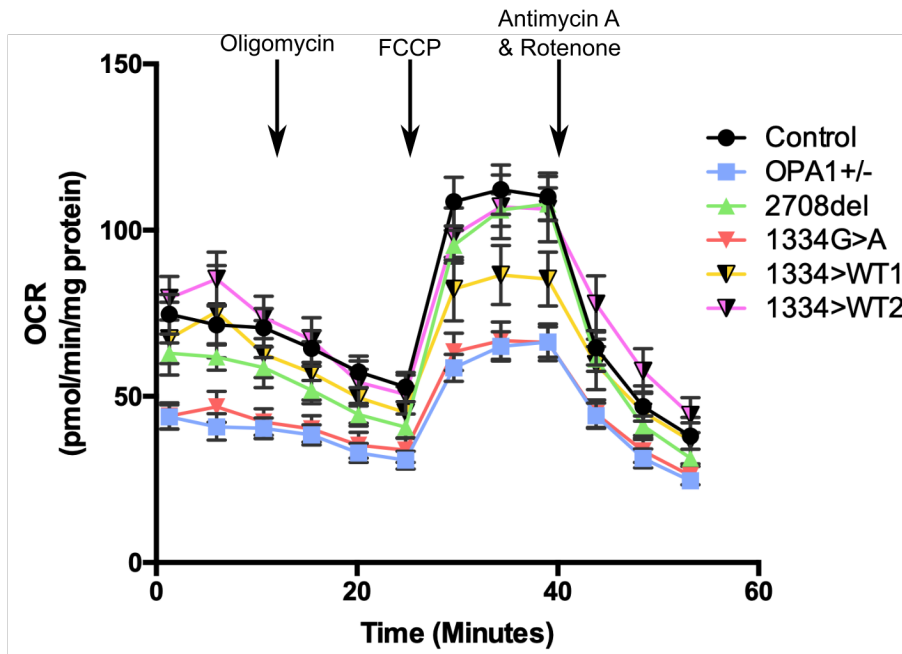 Antimycin A
Oligomycin FCCP & Rotenone
150
Control
OPA1+/-
2708del
1334G>A
1334>WT1
1334>WT2
100
50
0
OCR
(pmol/min/mg protein)
0 20 40 60
Time (Minutes)